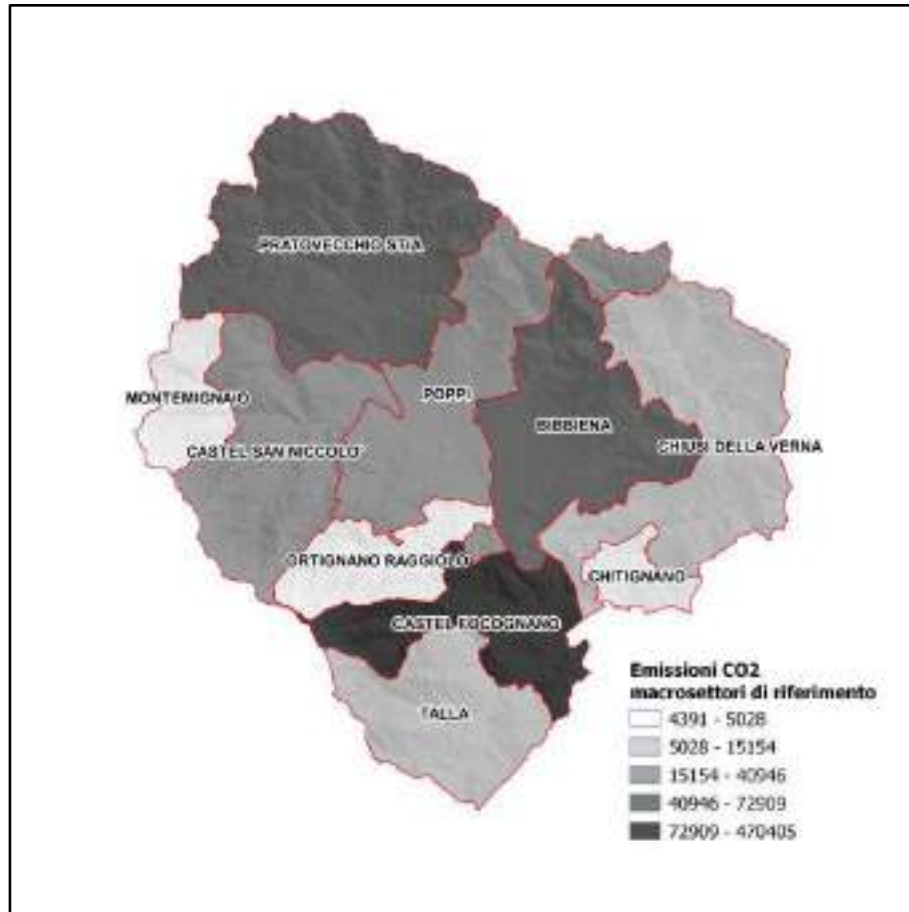 PRATOVECCHIO STIA
MONTEMIGNAIO
POPPI
BIBBIENA
CASTEL SAN NICCOLO'
CHIUSI DELLA VERNA
ORTIGNANO RAGGIOLO
CHITIGNANO
CASTEL FOCOGNANO
TALLA
Emissioni CO2
macrosettori di riferimento
4391 - 5028
5028 - 15154
15154 - 40946
40946 - 72909
72909 - 470405